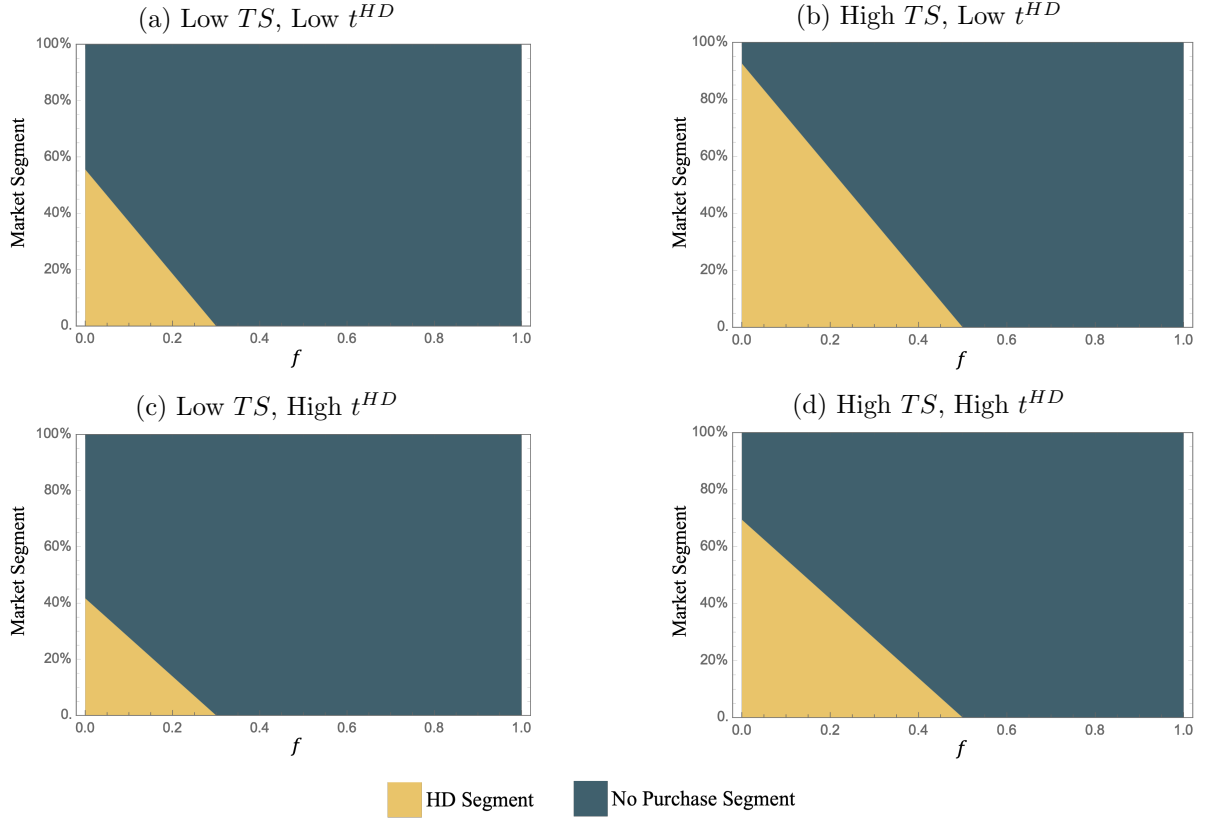 (a) Low TS, Low t^{HD}
100%
80%
60%
40%
20%
0.
Market Segment
0.0 0.2 0.4 0.6 0.8 1.0
f
(b) High TS, Low t^{HD}
100%
80%
60%
40%
20%
0.
Market Segment
0.0 0.2 0.4 0.6 0.8 1.0
f
(c) Low TS, High t^{HD}
100%
80%
60%
40%
20%
0.
Market Segment
0.0 0.2 0.4 0.6 0.8 1.0
f
(d) High TS, High t^{HD}
100%
80%
60%
40%
20%
0.
Market Segment
0.0 0.2 0.4 0.6 0.8 1.0
f
HD Segment
No Purchase Segment